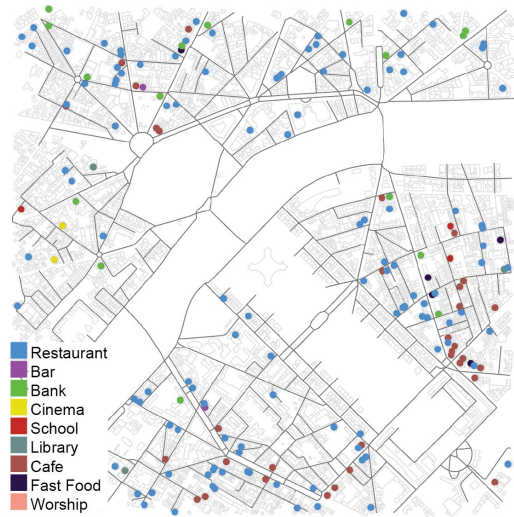 Restaurant
Bar
Bank
Cinema
School
Library
Cafe
Fast Food
Worship